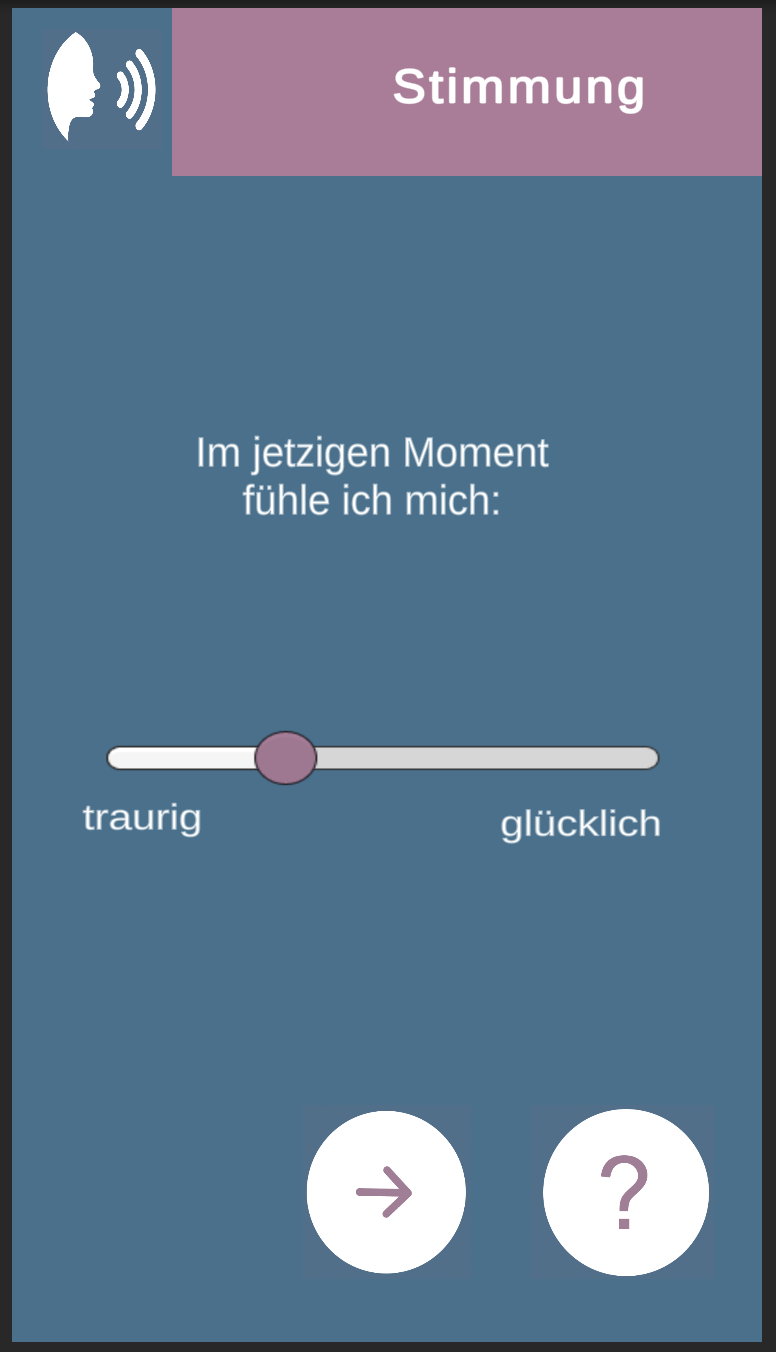 Stimmung
Im jetzigen Moment
fühle ich mich:
traurig
glücklich
?